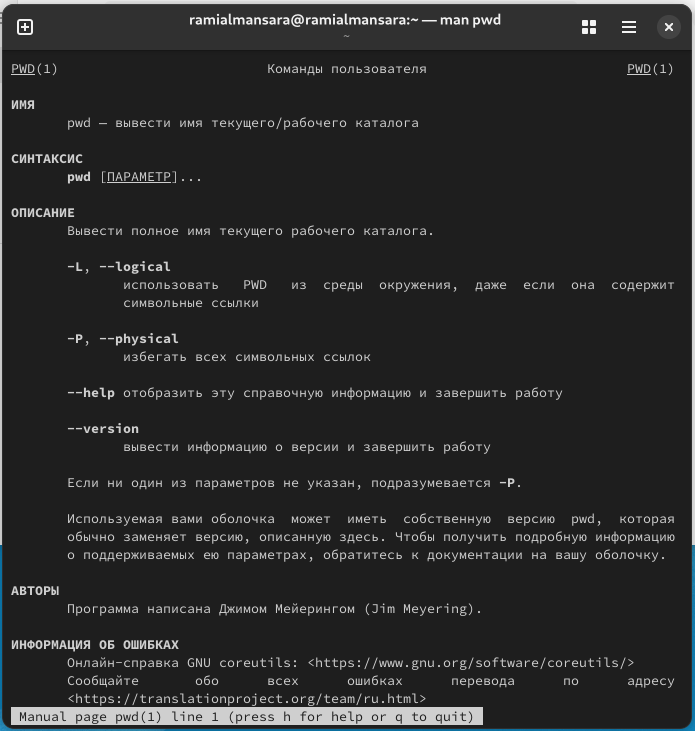 ramialmansara@ramialmansara:~ — man pwd
~
PWD(1) Команды пользователя PWD(1)
ИМЯ
pwd — вывести имя текущего/рабочего каталога
СИНТАКСИС
pwd [ПАРАМЕТР]...
ОПИСАНИЕ
Вывести полное имя текущего рабочего каталога.
-L, --logical
использовать PWD из среды окружения, даже если она содержит
символьные ссылки
-P, --physical
избегать всех символьных ссылок
--help отобразить эту справочную информацию и завершить работу
--version
вывести информацию о версии и завершить работу
Если ни один из параметров не указан, подразумевается -P.
Используемая вами оболочка может иметь собственную версию pwd, которая
обычно заменяет версию, описанную здесь. Чтобы получить подробную информацию
о поддерживаемых ею параметрах, обратитесь к документации на вашу оболочку.
АВТОРЫ
Программа написана Джимом Мейерингом (Jim Meyering).
ИНФОРМАЦИЯ ОБ ОШИБКАХ
Онлайн-справка GNU coreutils: <https://www.gnu.org/software/coreutils/>
Сообщайте обо всех ошибках перевода по адресу
<https://translationproject.org/team/ru.html>
Manual page pwd(1) line 1 (press h for help or q to quit)